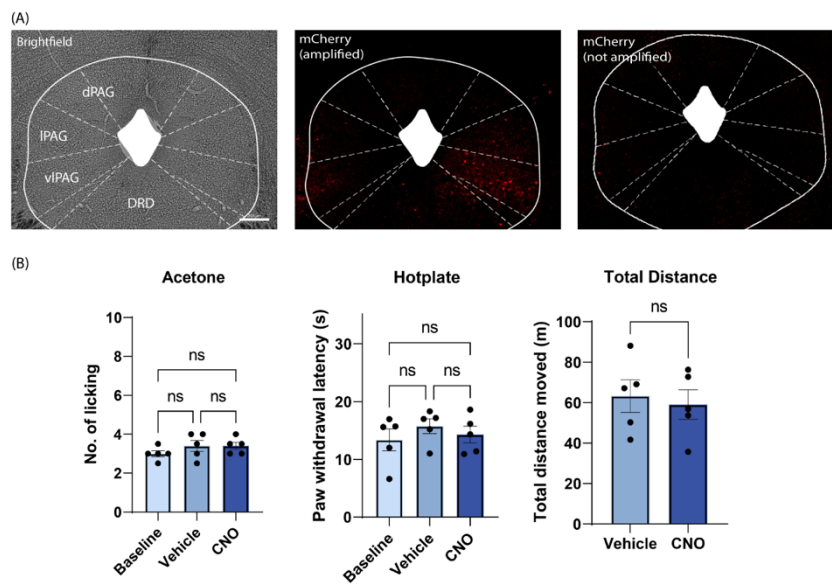 (A)
Brightfield
dPAG
lPAG
vlPAG
DRD
mCherry
(amplified)
mCherry
(not amplified)
(B)
Acetone
No. of licking
10
8
6
4
2
0
ns
ns
ns
Baseline
Vehicle
CNO
Hotplate
Paw withdrawal latency (s)
30
20
10
0
ns
ns
ns
Baseline
Vehicle
CNO
Total Distance
Total distance moved (m)
100
80
60
40
20
0
ns
Vehicle
CNO